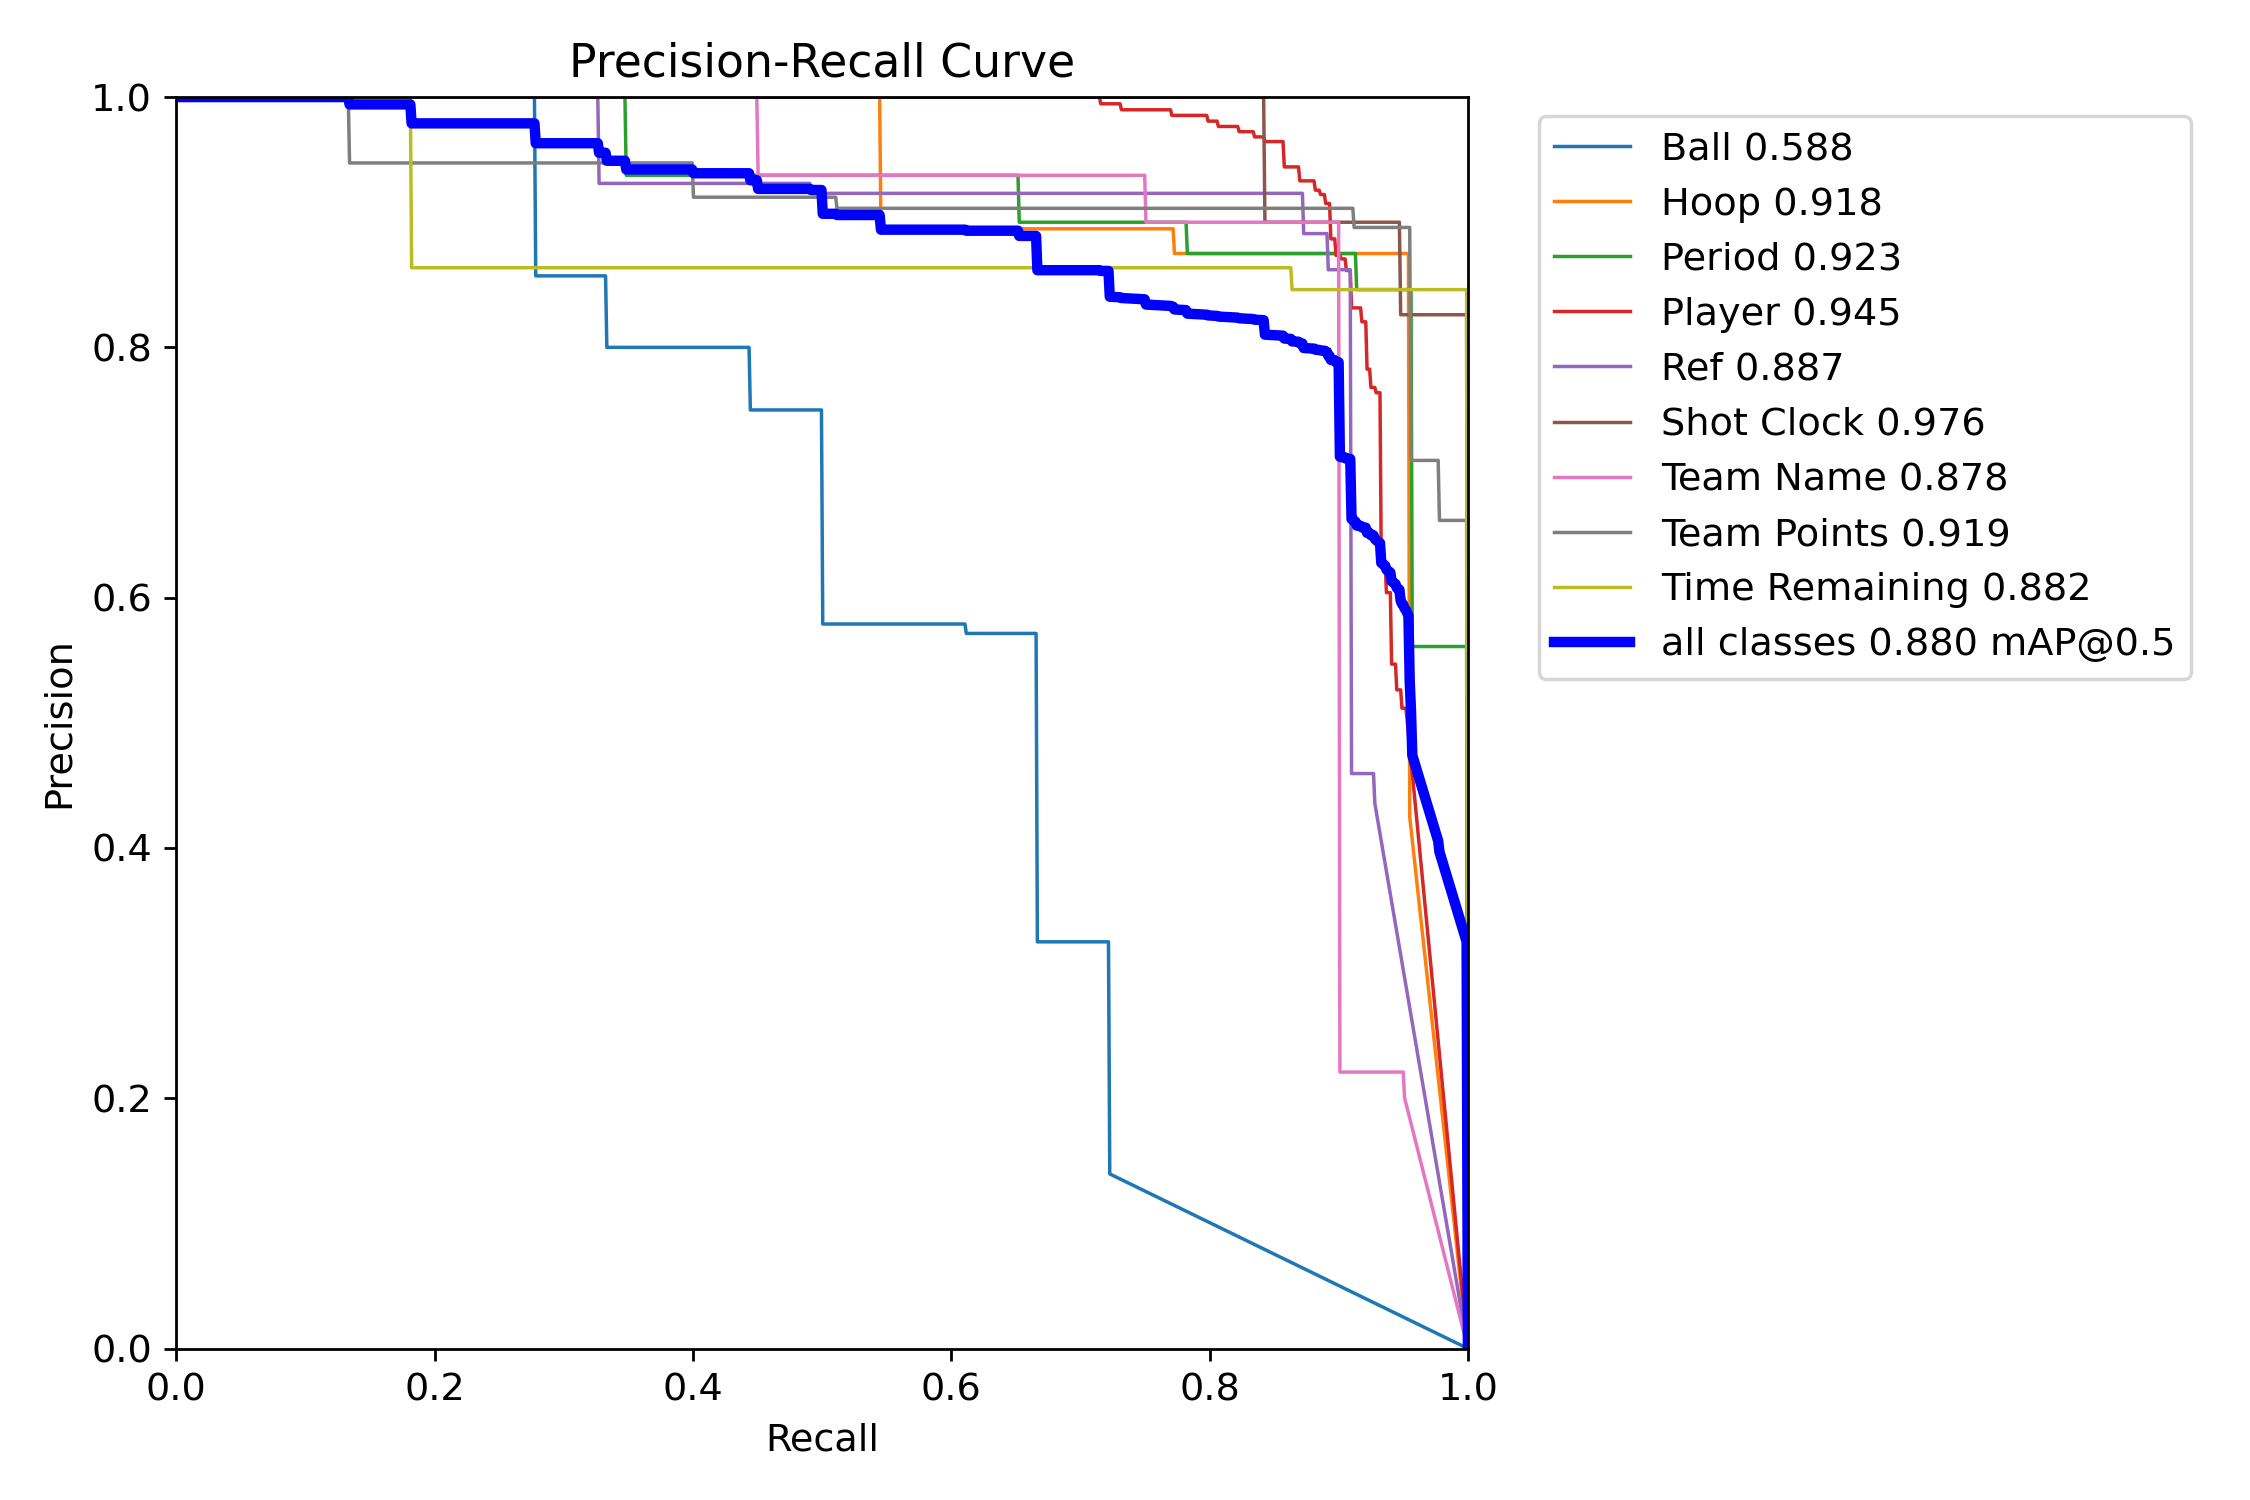 Precision-Recall Curve
1.0
0.8
0.6
0.4
0.2
0.0
Precision
0.0 0.2 0.4 0.6 0.8 1.0
Recall
Ball 0.588
Hoop 0.918
Period 0.923
Player 0.945
Ref 0.887
Shot Clock 0.976
Team Name 0.878
Team Points 0.919
Time Remaining 0.882
all classes 0.880 mAP@0.5